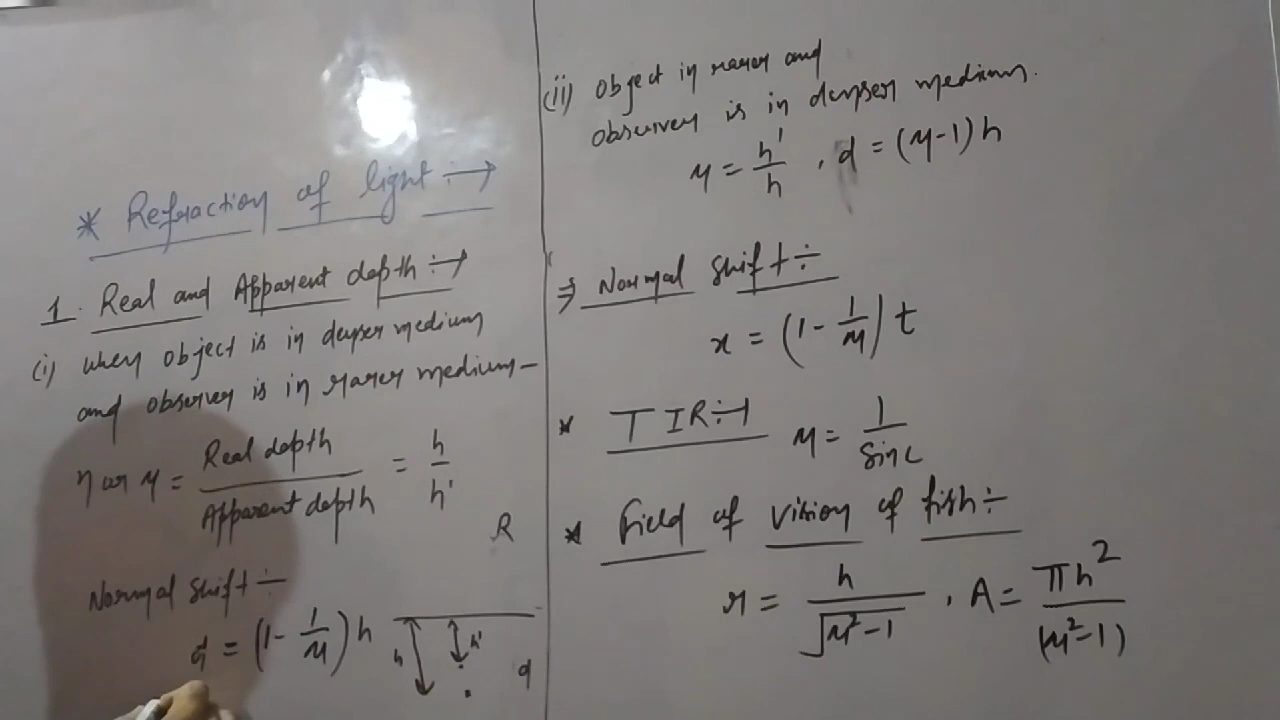 * Refraction of light :→
1. Real and Apparent depth :→
(i) when object is in denser medium
and observer is in rarer medium –
η or μ = Real depth / Apparent depth = h / h'
R
Normal shift ÷
d = (1 - 1/μ) h
h
h'
d
(ii) object in rarer and
observer is in denser medium.
μ = h'/h , d = (μ-1)h
⇒ Normal shift ÷
x = (1 - 1/μ) t
* TIR :→ μ = 1/sin c
* Field of vision of fish ÷
r = h/√(μ²-1) , A = πh²/(μ²-1)